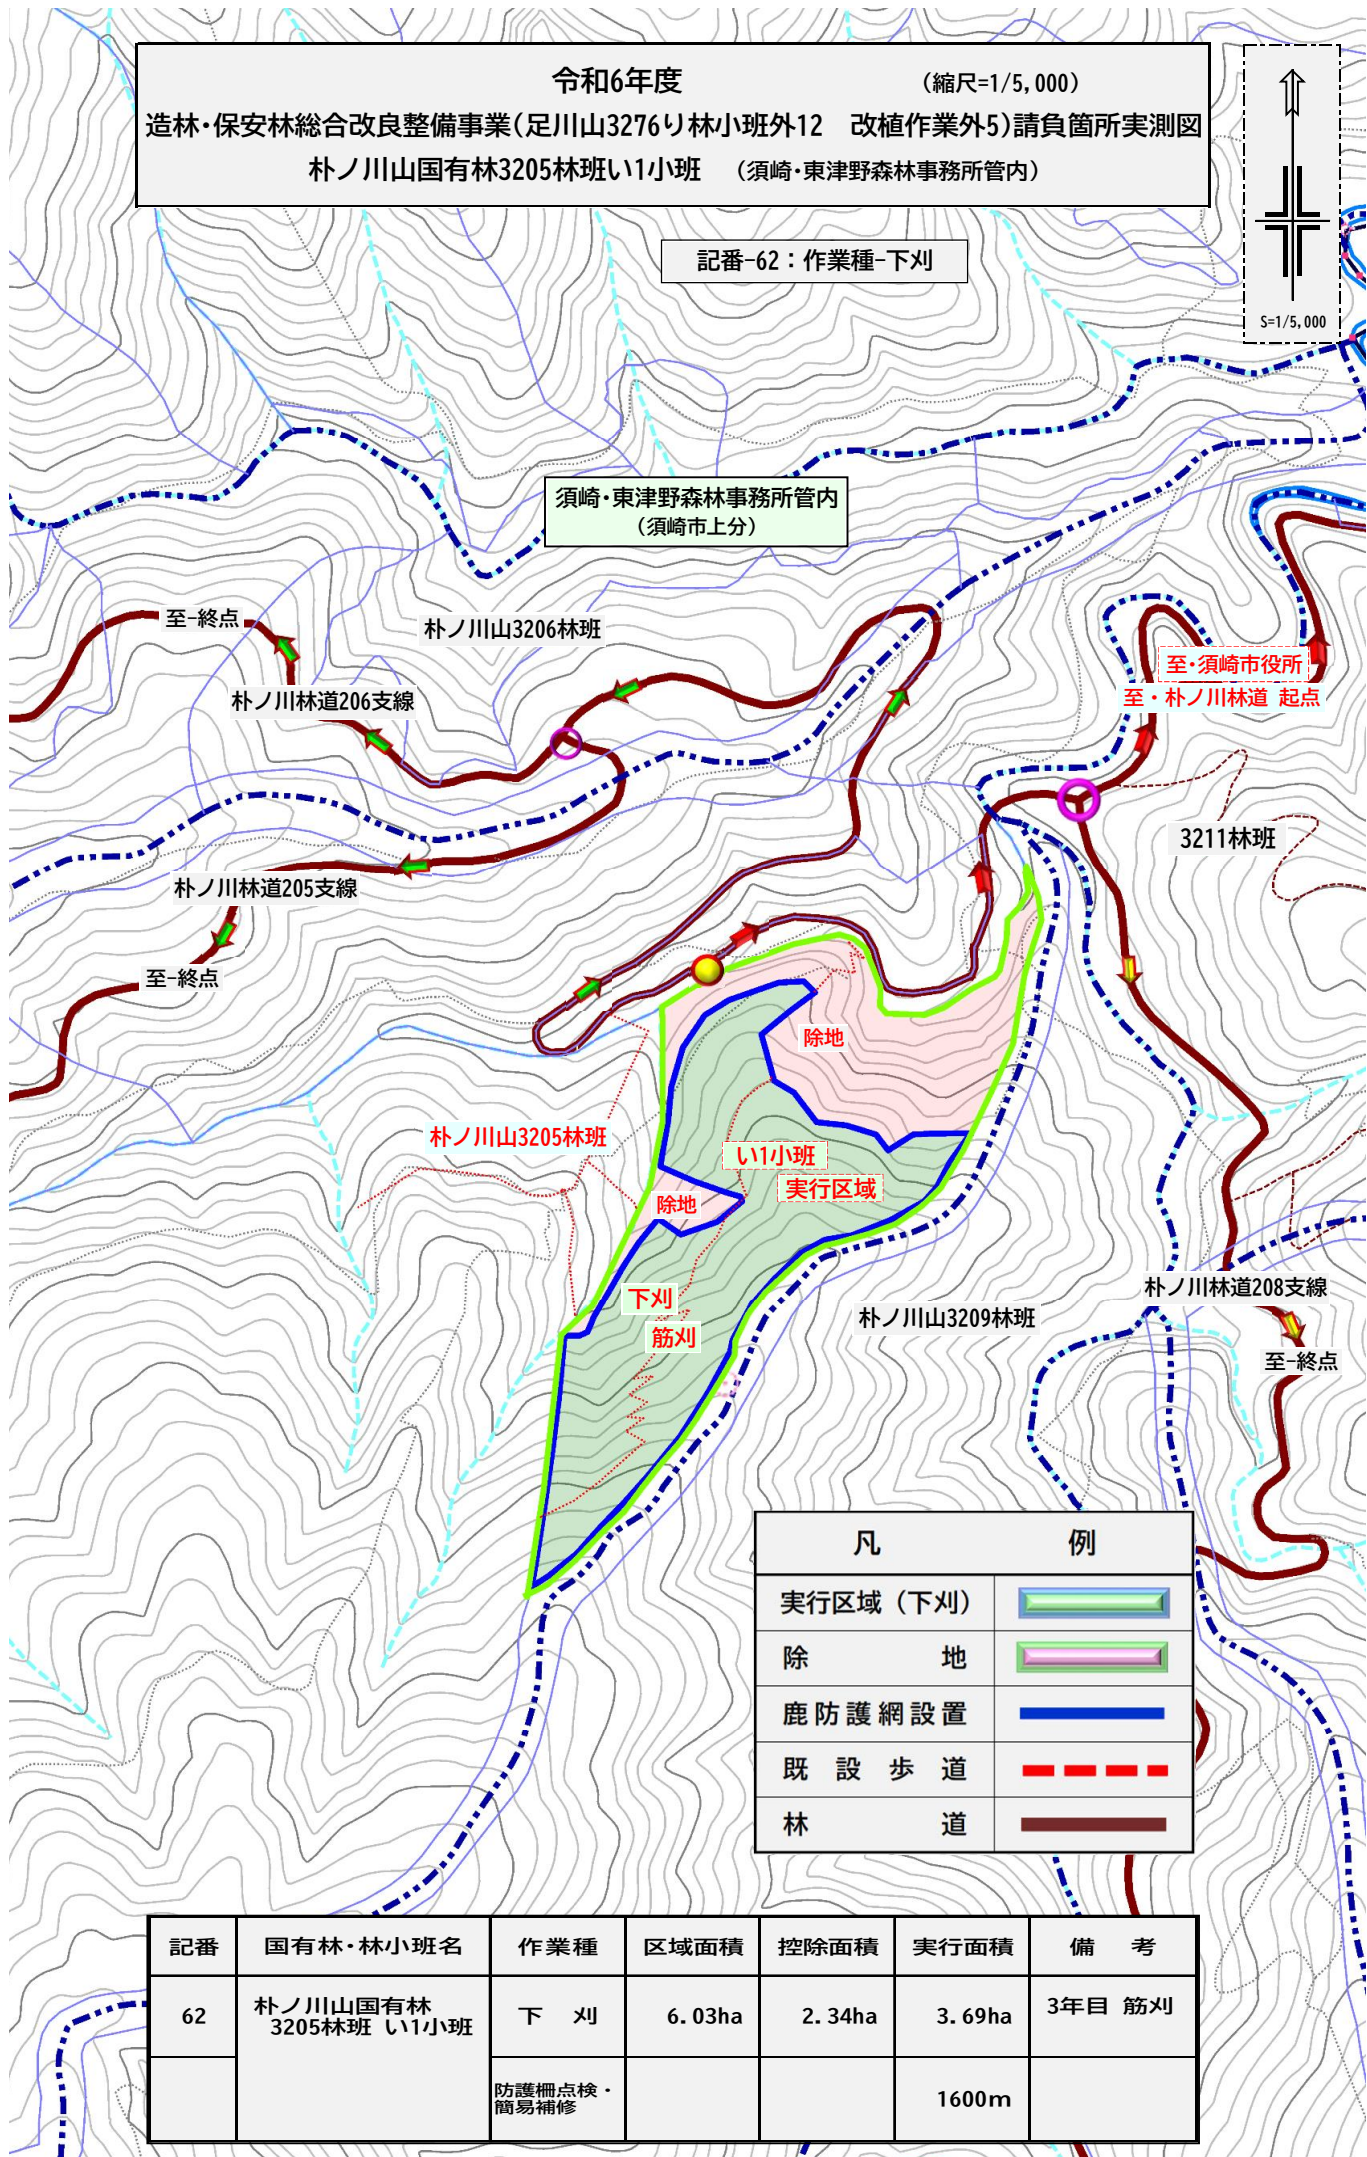 令和6年度　(縮尺=1/5,000)
造林・保安林総合改良整備事業(足川山3276り林小班外12　改植作業外5)請負箇所実測図
朴ノ川山国有林3205林班い1小班　(須崎・東津野森林事務所管内)
S=1/5,000
記番-62：作業種-下刈
須崎・東津野森林事務所管内
(須崎市上分)
至-終点
朴ノ川山3206林班
至・須崎市役所
至・朴ノ川林道 起点
朴ノ川林道206支線
3211林班
朴ノ川林道205支線
至-終点
除地
朴ノ川山3205林班
い1小班
実行区域
除地
下刈
筋刈
朴ノ川林道208支線
朴ノ川山3209林班
至-終点
凡　例
実行区域（下刈）
除　地
鹿防護網設置
既設歩道
林　道
記番　国有林・林小班名　作業種　区域面積　控除面積　実行面積　備　考
62　朴ノ川山国有林　下　刈　6.03ha　2.34ha　3.69ha　3年目 筋刈
3205林班 い1小班
防護柵点検・　1600m
簡易補修